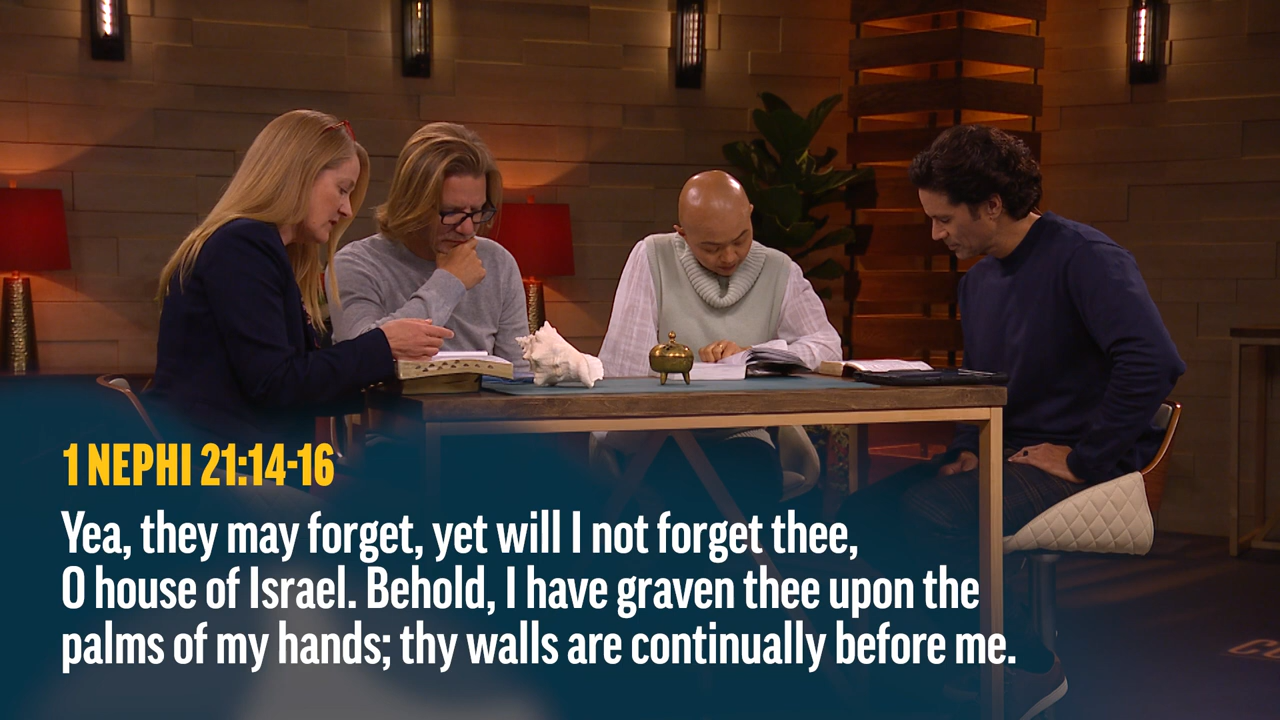 1 NEPHI 21:14-16
Yea, they may forget, yet will I not forget thee,
O house of Israel. Behold, I have graven thee upon the
palms of my hands; thy walls are continually before me.